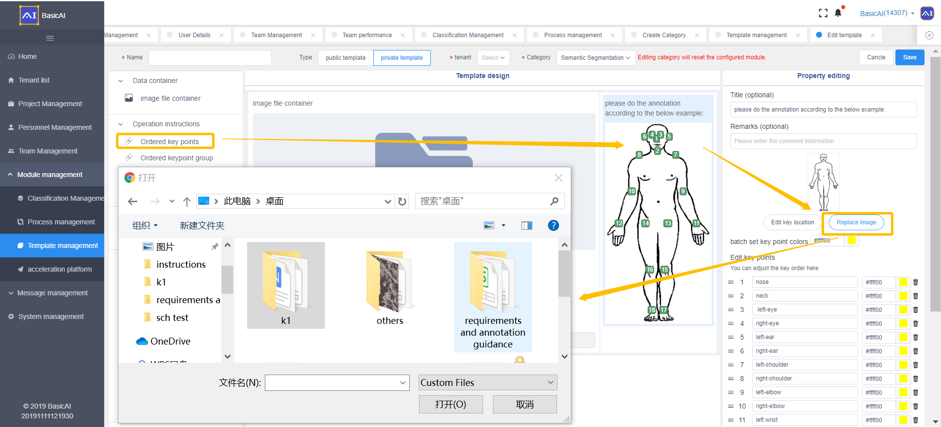 BasicAI
BasicAI(14307)
Management ×
User Details ×
Team Management ×
Team performance ×
Classification Management ×
Process management ×
Create Category ×
Template management ×
Edit template ×
Home
Tenant list
Project Management
Personnel Management
Team Management
Module management
Classification Manageme
Process management
Template management
acceleration platform
Message management
System management
© 2019 BasicAI
20191111121930
* Name
Type
public template
private template
* tenant
Select
* Category
Semantic Segmentation
Editing category will reset the configured module.
Cancle
Save
Data container
image file container
Operation instructions
Ordered key points
Ordered keypoint group
Template design
image file container
please do the annotation
according to the below example:
Property editing
Title (optional)
please do the annotation according to the below example:
Remarks (optional)
Please enter the comment information
Edit key location
Replace image
batch set key point colors
#ffff00
Edit key points
You can adjust the key order here
1 nose #ffff00
2 neck #ffff00
3 left-eye #ffff00
4 right-eye #ffff00
5 left-ear #ffff00
6 right-ear #ffff00
7 left-shoulder #ffff00
8 right-shoulder #ffff00
9 left-elbow #ffff00
10 right-elbow #ffff00
11 left wrist #ffff00
打开
此电脑 > 桌面
搜索"桌面"
组织
新建文件夹
图片
instructions
k1
requirements a
sch test
OneDrive
k1
others
requirements
and annotation
guidance
文件名(N):
Custom Files
打开(O)
取消